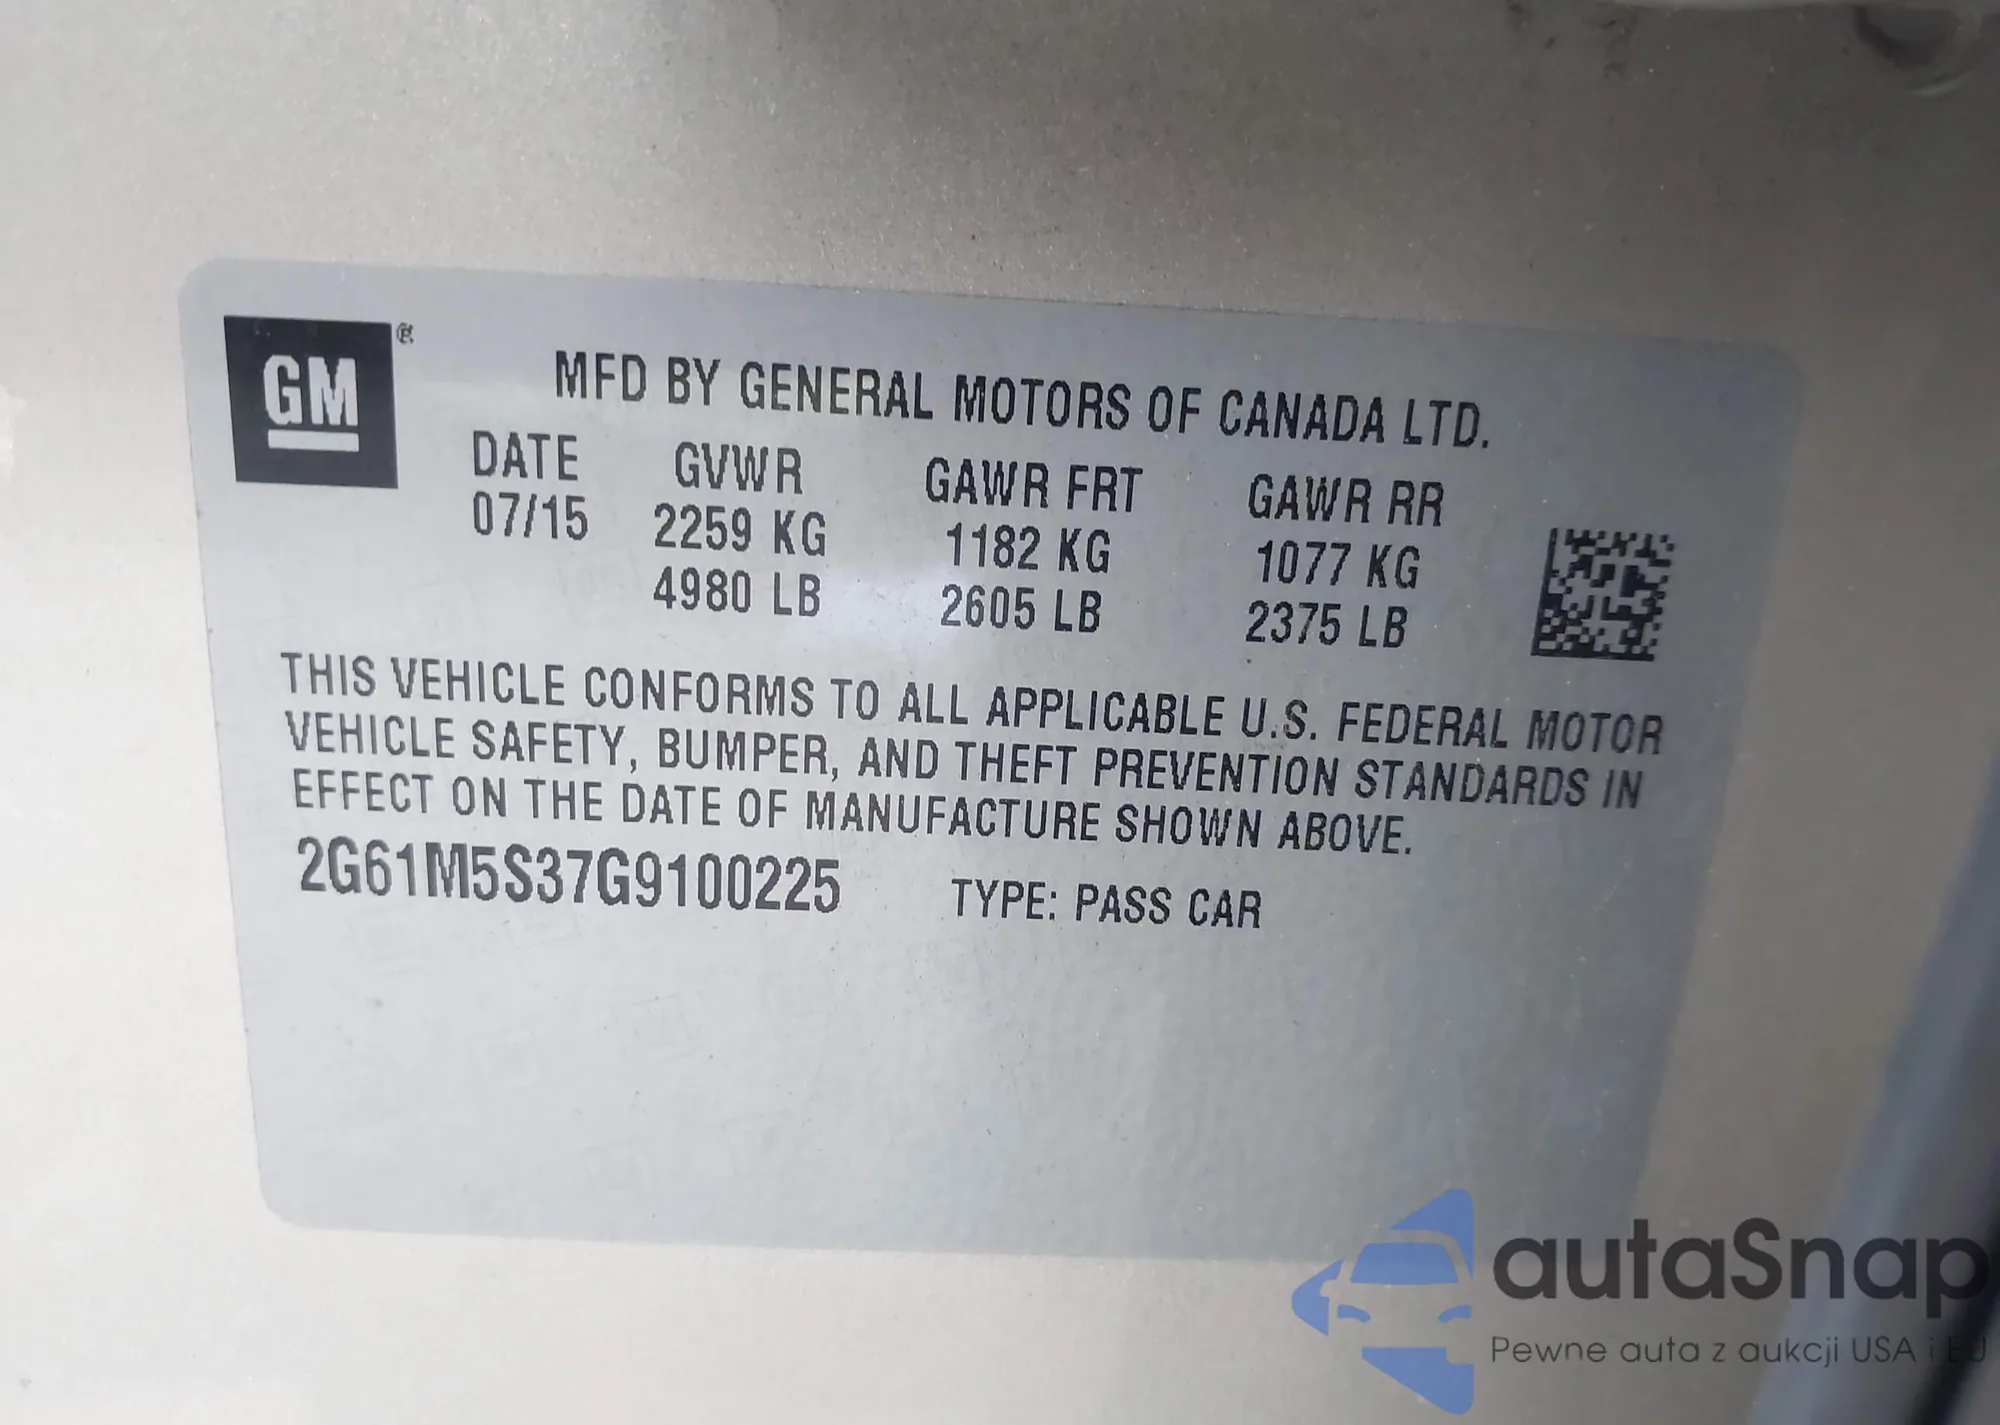 GM®
MFD BY GENERAL MOTORS OF CANADA LTD.
DATE GVWR GAWR FRT GAWR RR
07/15 2259 KG 1182 KG 1077 KG
4980 LB 2605 LB 2375 LB
THIS VEHICLE CONFORMS TO ALL APPLICABLE U.S. FEDERAL MOTOR
VEHICLE SAFETY, BUMPER, AND THEFT PREVENTION STANDARDS IN
EFFECT ON THE DATE OF MANUFACTURE SHOWN ABOVE.
2G61M5S37G9100225 TYPE: PASS CAR
autaSnap
Pewne auta z aukcji USA i EU